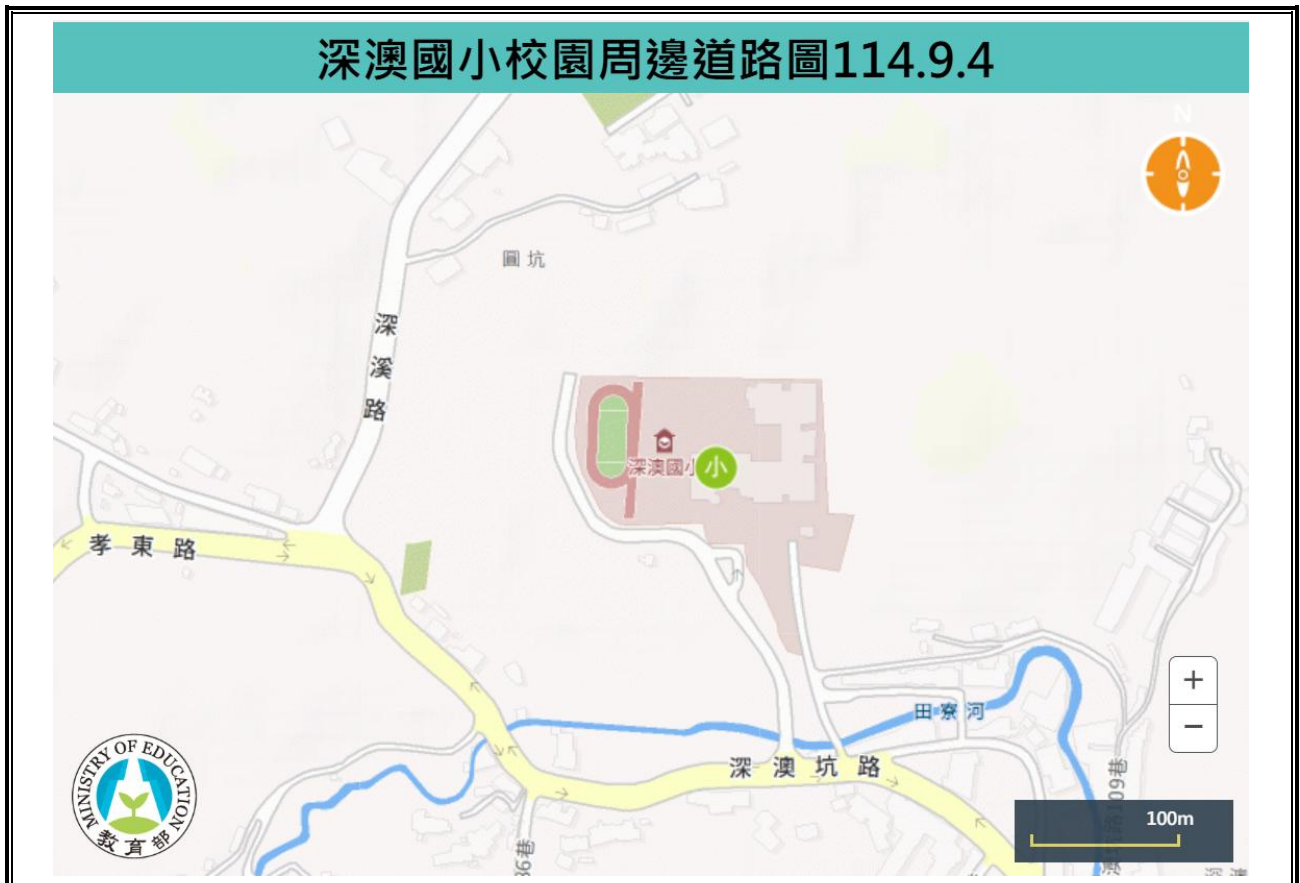 深澳國小校園周邊道路圖114.9.4
N
圓坑
深溪路
深澳國小
小
孝東路
田寮河
深澳坑路
+
−
100m
MINISTRY OF EDUCATION
教育部